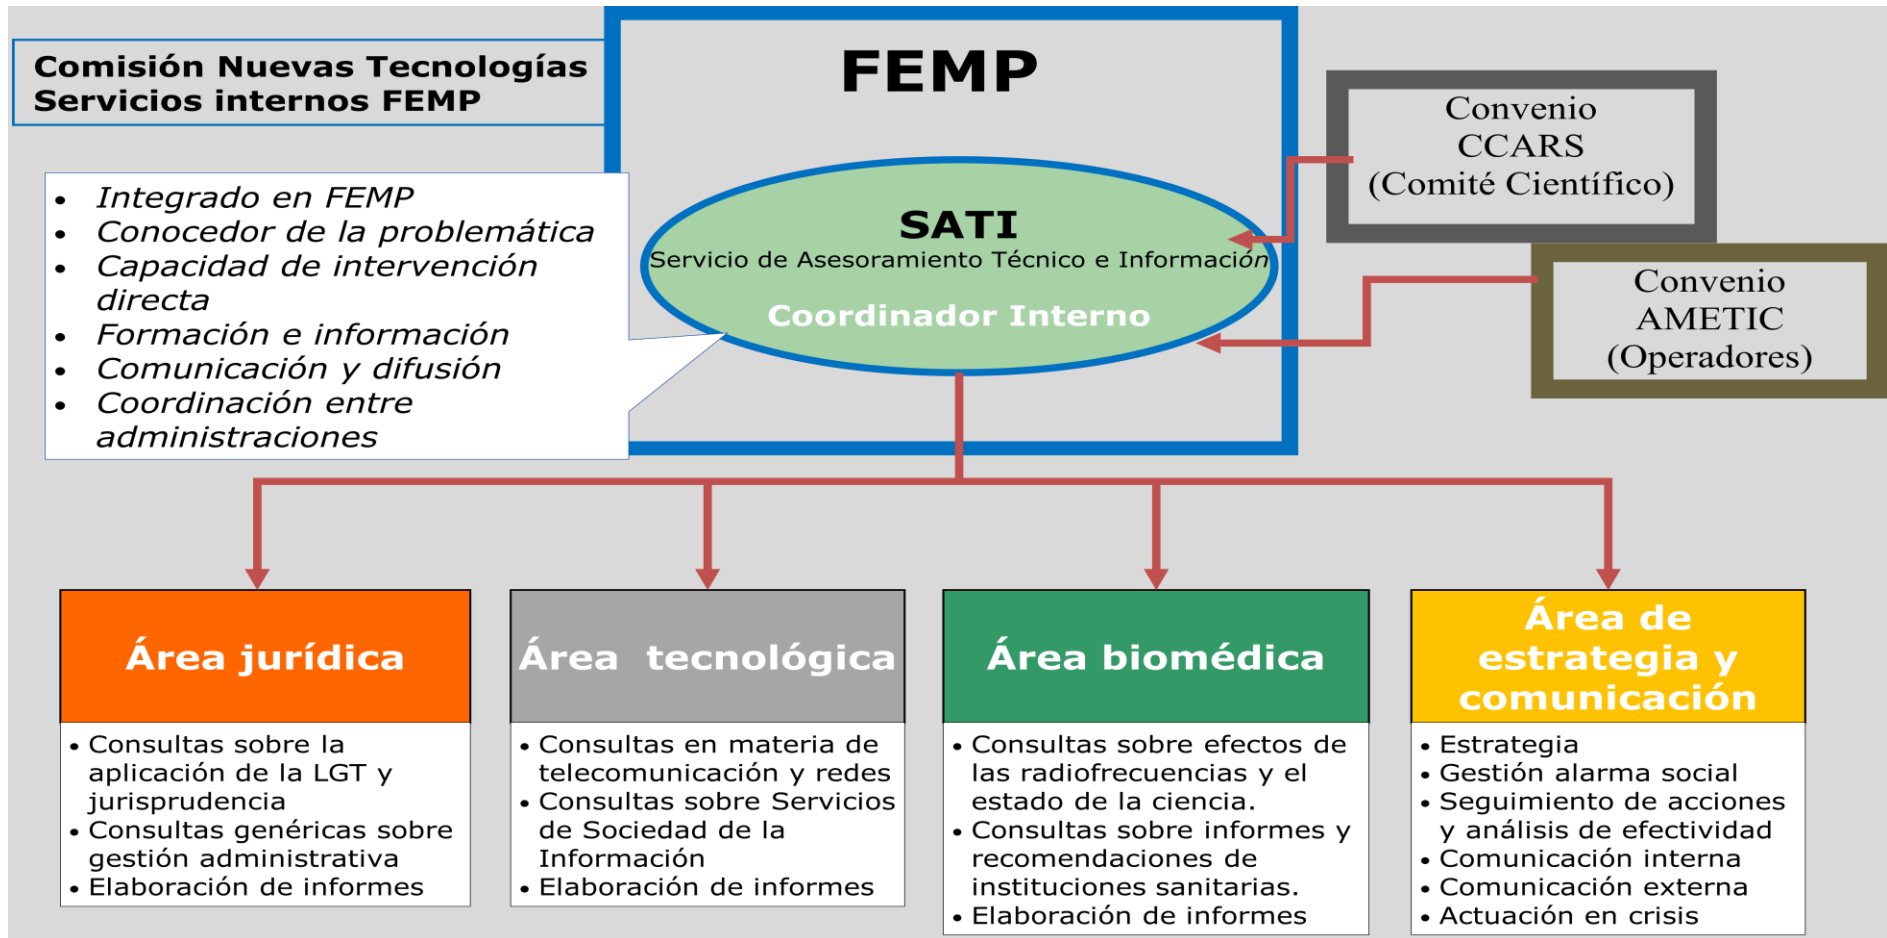 Comisión Nuevas Tecnologías
Servicios internos FEMP
FEMP
Convenio
CCARS
(Comité Científico)
• Integrado en FEMP
• Conocedor de la problemática
• Capacidad de intervención
directa
• Formación e información
• Comunicación y difusión
• Coordinación entre
administraciones
SATI
Servicio de Asesoramiento Técnico e Información
Coordinador Interno
Convenio
AMETIC
(Operadores)
Área jurídica
• Consultas sobre la
aplicación de la LGT y
jurisprudencia
• Consultas genéricas sobre
gestión administrativa
• Elaboración de informes
Área tecnológica
• Consultas en materia de
telecomunicación y redes
• Consultas sobre Servicios
de Sociedad de la
Información
• Elaboración de informes
Área biomédica
• Consultas sobre efectos de
las radiofrecuencias y el
estado de la ciencia.
• Consultas sobre informes y
recomendaciones de
instituciones sanitarias.
• Elaboración de informes
Área de
estrategia y
comunicación
• Estrategia
• Gestión alarma social
• Seguimiento de acciones
y análisis de efectividad
• Comunicación interna
• Comunicación externa
• Actuación en crisis